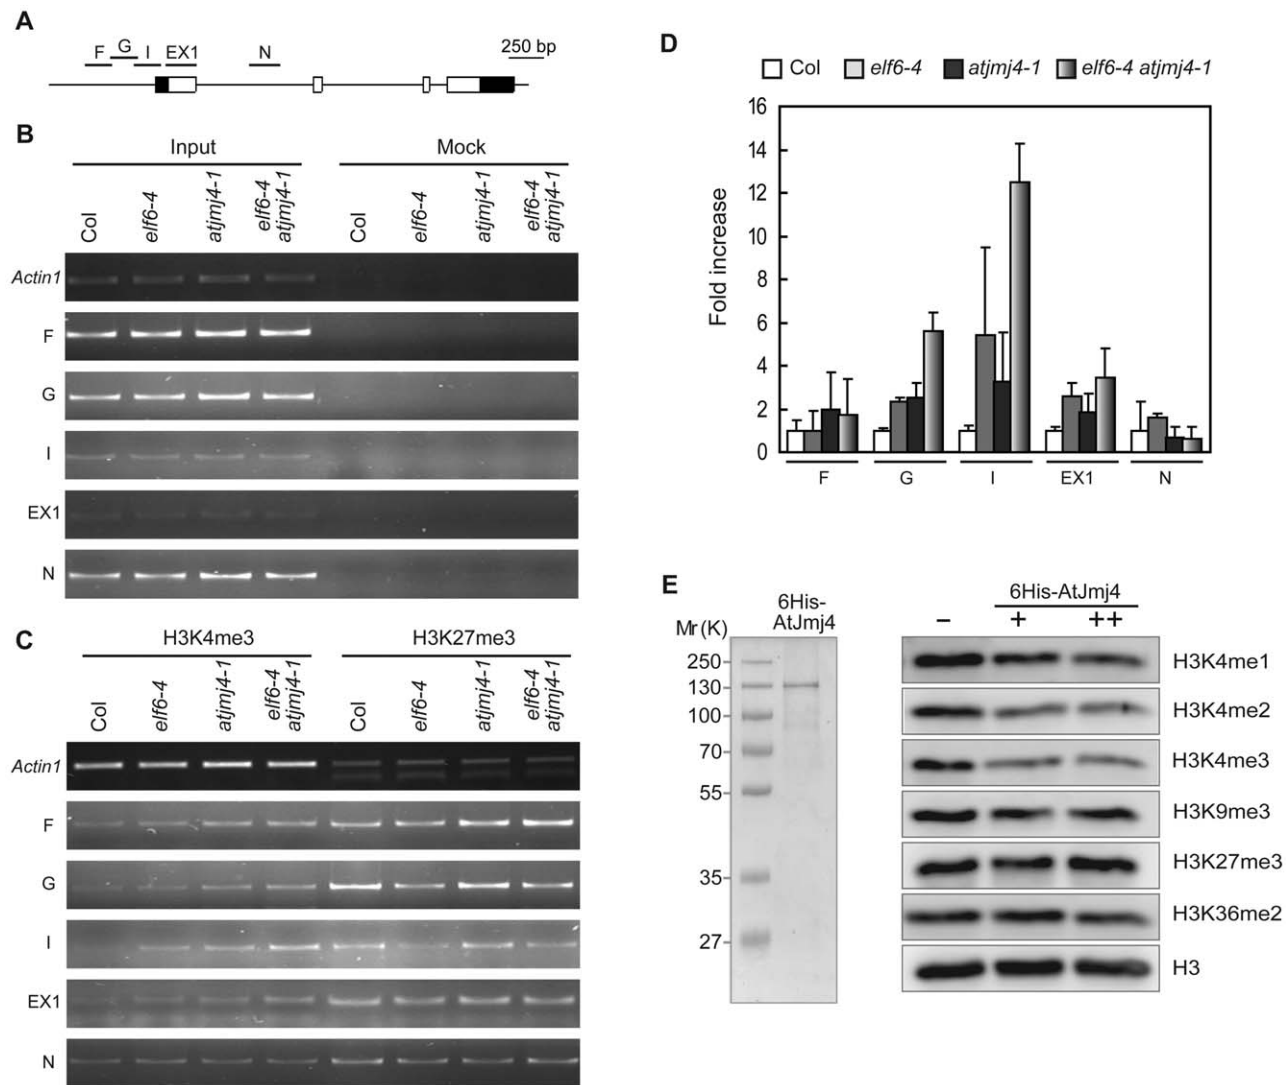 A
F G I EX1 N 250 bp
B
Input Mock
Col elf6-4 atjmj4-1 elf6-4 atjmj4-1 Col elf6-4 atjmj4-1 elf6-4 atjmj4-1
Actin1
F
G
I
EX1
N
C
H3K4me3 H3K27me3
Col elf6-4 atjmj4-1 elf6-4 atjmj4-1 Col elf6-4 atjmj4-1 elf6-4 atjmj4-1
Actin1
F
G
I
EX1
N
D
Col elf6-4 atjmj4-1 elf6-4 atjmj4-1
Fold increase
16
14
12
10
8
6
4
2
0
F G I EX1 N
E
6His-
AtJmj4
Mr (K)
250
130
100
70
55
35
27
6His-AtJmj4
– + ++
H3K4me1
H3K4me2
H3K4me3
H3K9me3
H3K27me3
H3K36me2
H3